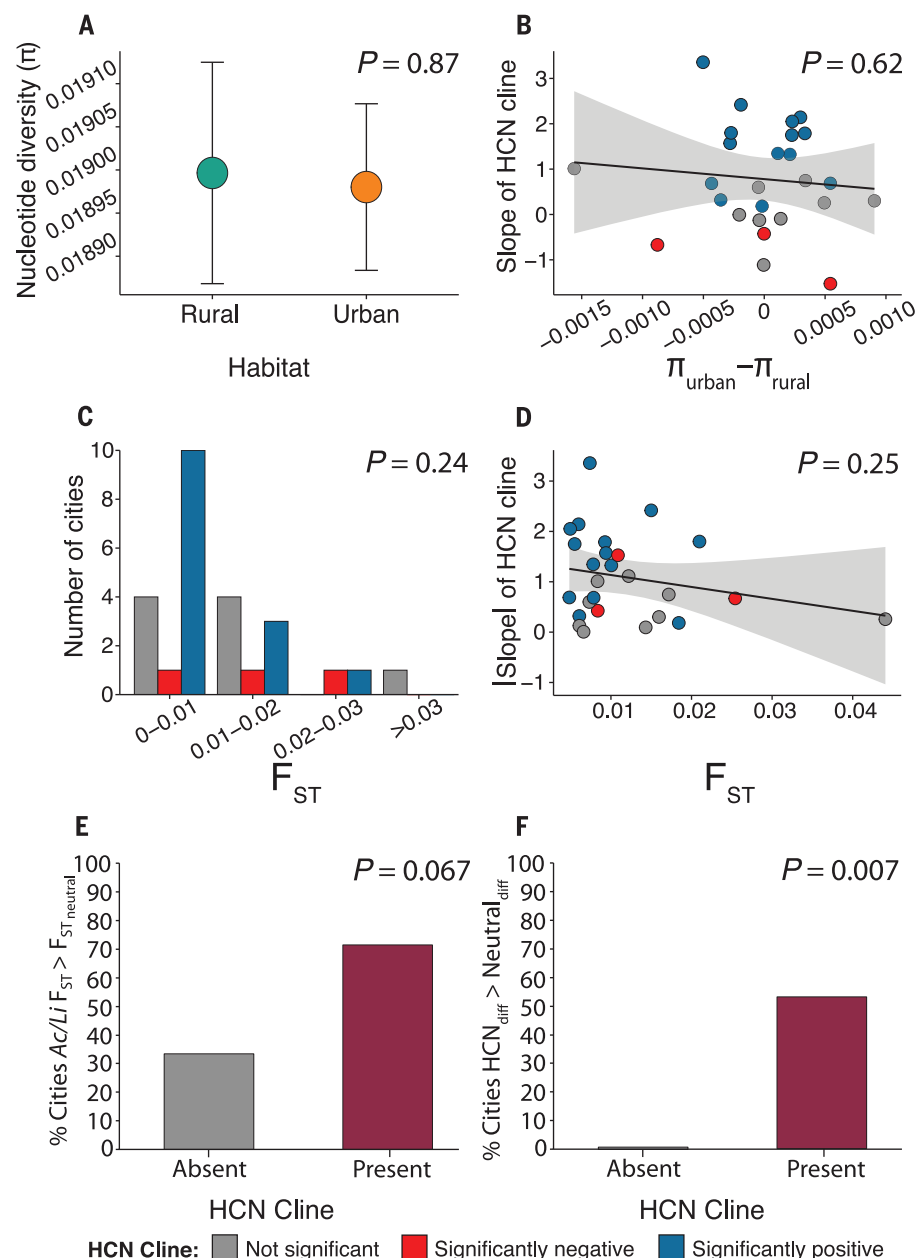 A
P = 0.87
Nucleotide diversity (π)
0.01910
0.01905
0.01900
0.01895
0.01890
Rural Urban
Habitat
B
P = 0.62
Slope of HCN cline
3
2
1
0
−1
−0.0015 −0.0010 −0.0005 0 0.0005 0.0010
πurban−πrural
C
P = 0.24
Number of cities
10
8
6
4
2
0
0−0.01 0.01−0.02 0.02−0.03 >0.03
FST
D
P = 0.25
|Slope| of HCN cline
3
2
1
0
−1
0.01 0.02 0.03 0.04
FST
E
P = 0.067
% Cities Ac/Li FST > FST neutral
100
90
80
70
60
50
40
30
20
10
0
Absent Present
HCN Cline
F
P = 0.007
% Cities HCNdiff > Neutraldiff
100
90
80
70
60
50
40
30
20
10
0
Absent Present
HCN Cline
HCN Cline: Not significant Significantly negative Significantly positive